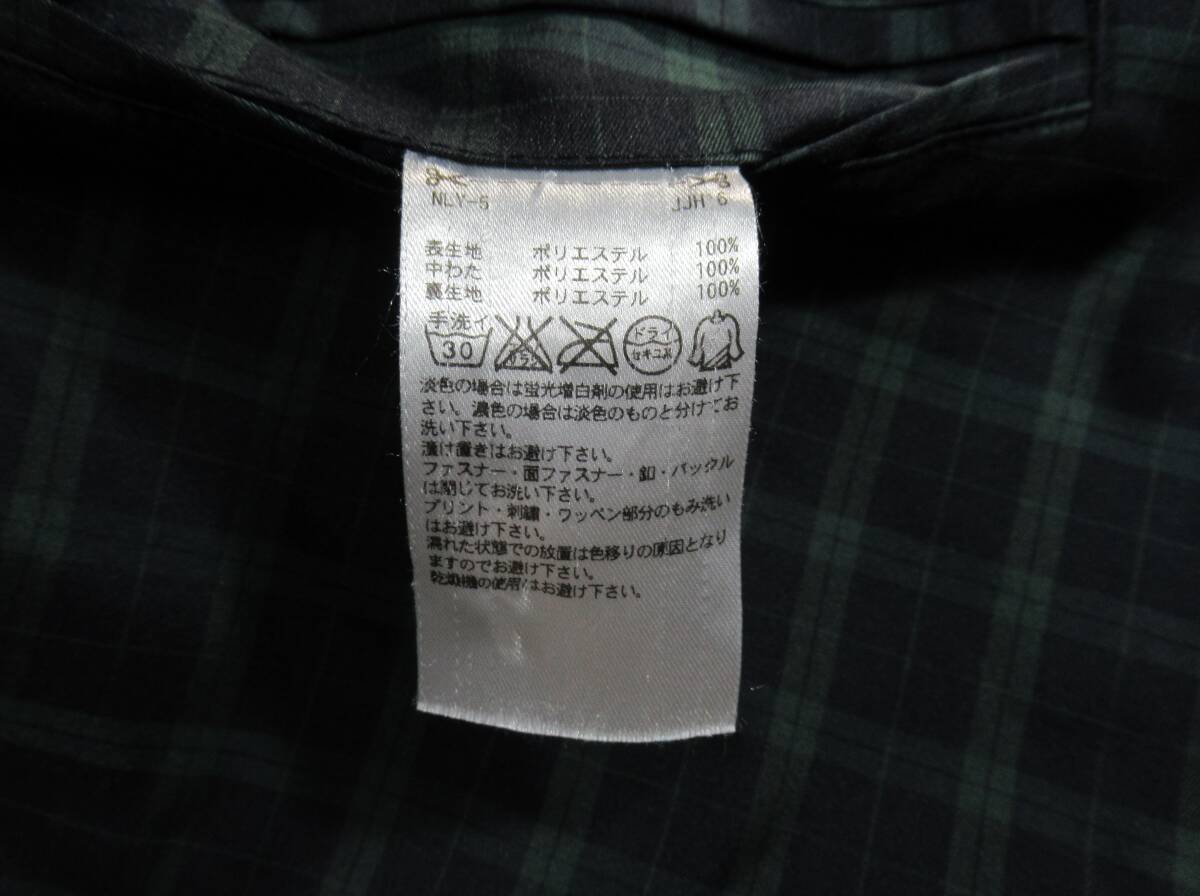 NLY-6 JJH 6
表生地 ポリエステル 100%
中わた ポリエステル 100%
裏生地 ポリエステル 100%
手洗イ
30 エンソサラシ ドライ セキユ系
淡色の場合は蛍光増白剤の使用はお避け下
さい。濃色の場合は淡色のものと分けてお
洗い下さい。
漬け置きはお避け下さい。
ファスナー・面ファスナー・釦・バックル
は閉じてお洗い下さい。
プリント・刺繍・ワッペン部分のもみ洗い
はお避け下さい。
濡れた状態での放置は色移りの原因となり
ますのでお避け下さい。
乾燥機の使用はお避け下さい。